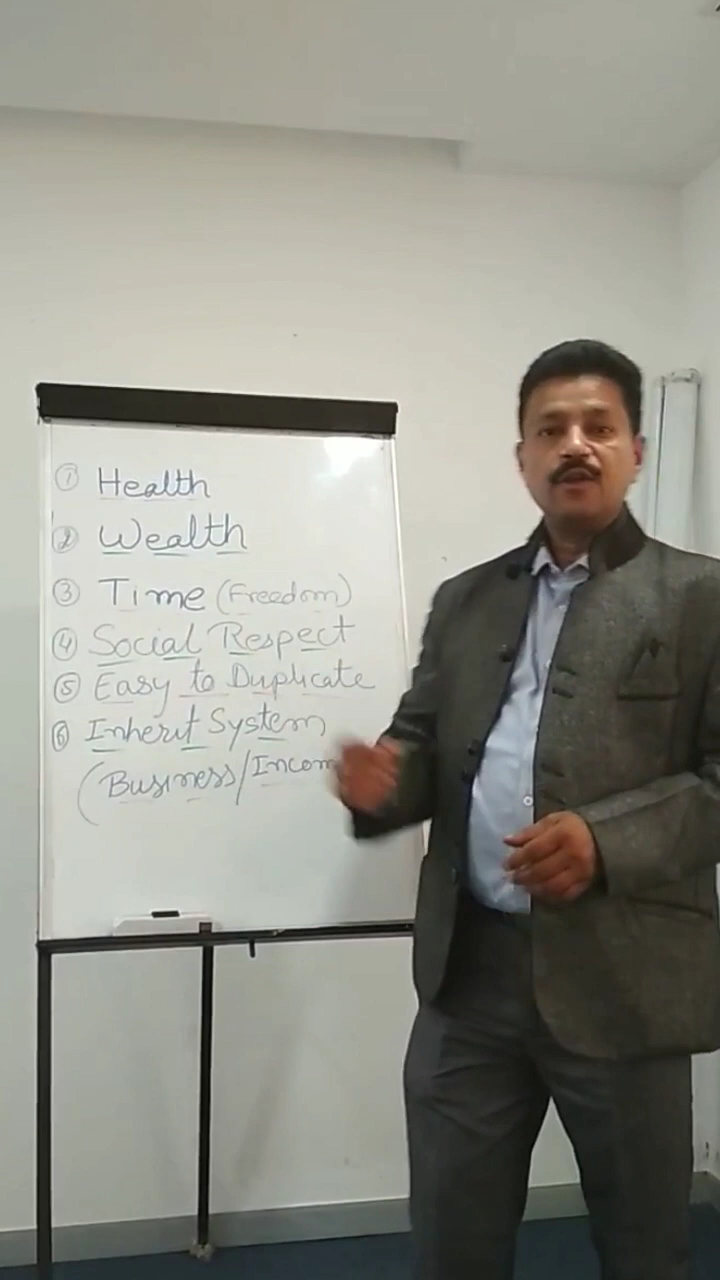 ① Health
② Wealth
③ Time (Freedom)
④ Social Respect
⑤ Easy to Duplicate
⑥ Inherit System
(Business/Incom